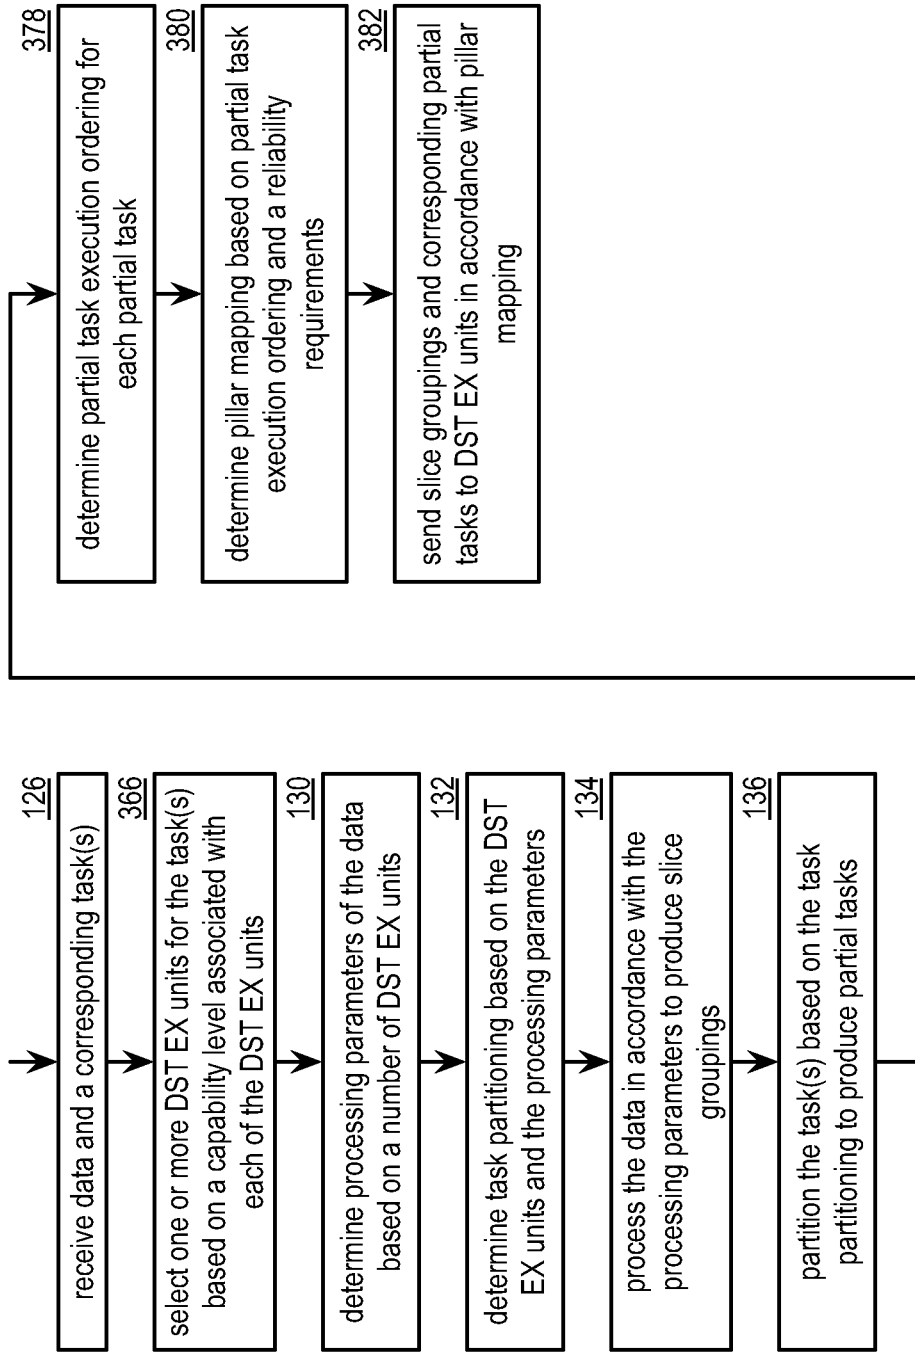 126
receive data and a corresponding task(s)
366
select one or more DST EX units for the task(s)
based on a capability level associated with
each of the DST EX units
130
determine processing parameters of the data
based on a number of DST EX units
132
determine task partitioning based on the DST
EX units and the processing parameters
134
process the data in accordance with the
processing parameters to produce slice
groupings
136
partition the task(s) based on the task
partitioning to produce partial tasks
378
determine partial task execution ordering for
each partial task
380
determine pillar mapping based on partial task
execution ordering and a reliability
requirements
382
send slice groupings and corresponding partial
tasks to DST EX units in accordance with pillar
mapping